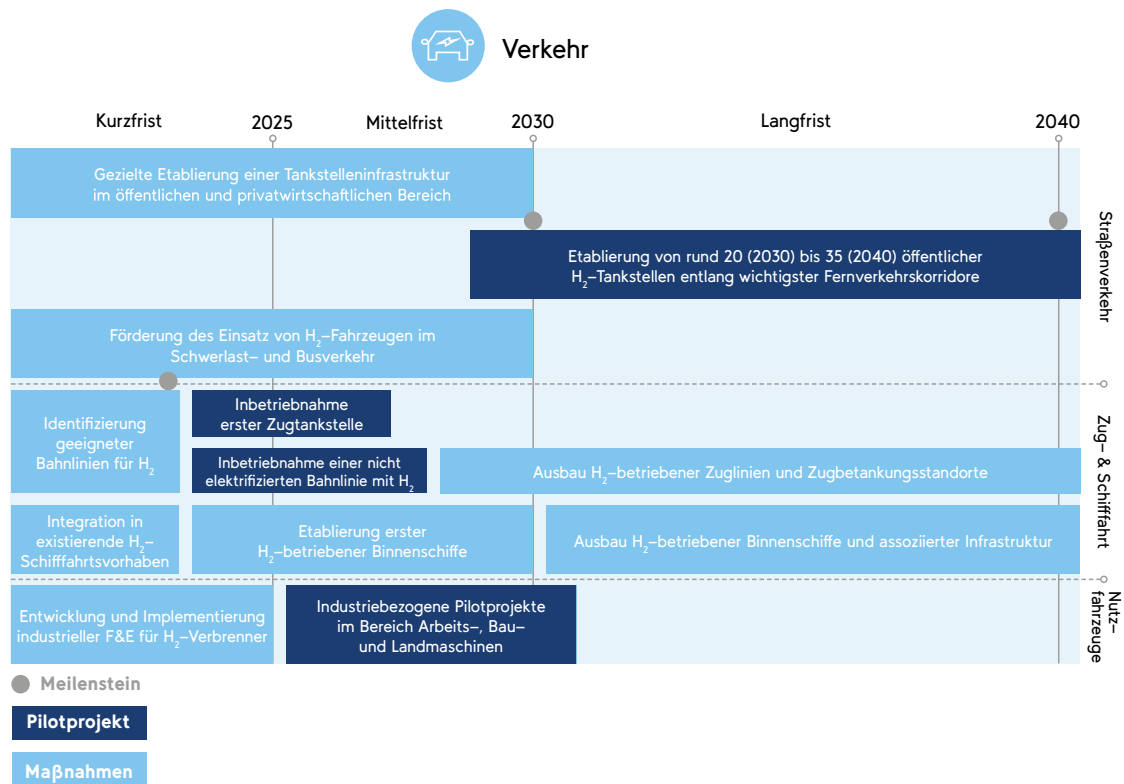 Verkehr
Kurzfrist
2025
Mittelfrist
2030
Langfrist
2040
Gezielte Etablierung einer Tankstelleninfrastruktur
im öffentlichen und privatwirtschaftlichen Bereich
Etablierung von rund 20 (2030) bis 35 (2040) öffentlicher
H₂–Tankstellen entlang wichtigster Fernverkehrskorridore
Förderung des Einsatz von H₂–Fahrzeugen im
Schwerlast– und Busverkehr
Straßenverkehr
Identifizierung
geeigneter
Bahnlinien für H₂
Inbetriebnahme
erster Zugtankstelle
Inbetriebnahme einer nicht
elektrifizierten Bahnlinie mit H₂
Ausbau H₂–betriebener Zuglinien und Zugbetankungsstandorte
Integration in
existierende H₂–
Schifffahrtsvorhaben
Etablierung erster
H₂–betriebener Binnenschiffe
Ausbau H₂–betriebener Binnenschiffe und assoziierter Infrastruktur
Zug– & Schifffahrt
Entwicklung und Implementierung
industrieller F&E für H₂–Verbrenner
Industriebezogene Pilotprojekte
im Bereich Arbeits–, Bau–
und Landmaschinen
Nutz–
fahrzeuge
Meilenstein
Pilotprojekt
Maßnahmen